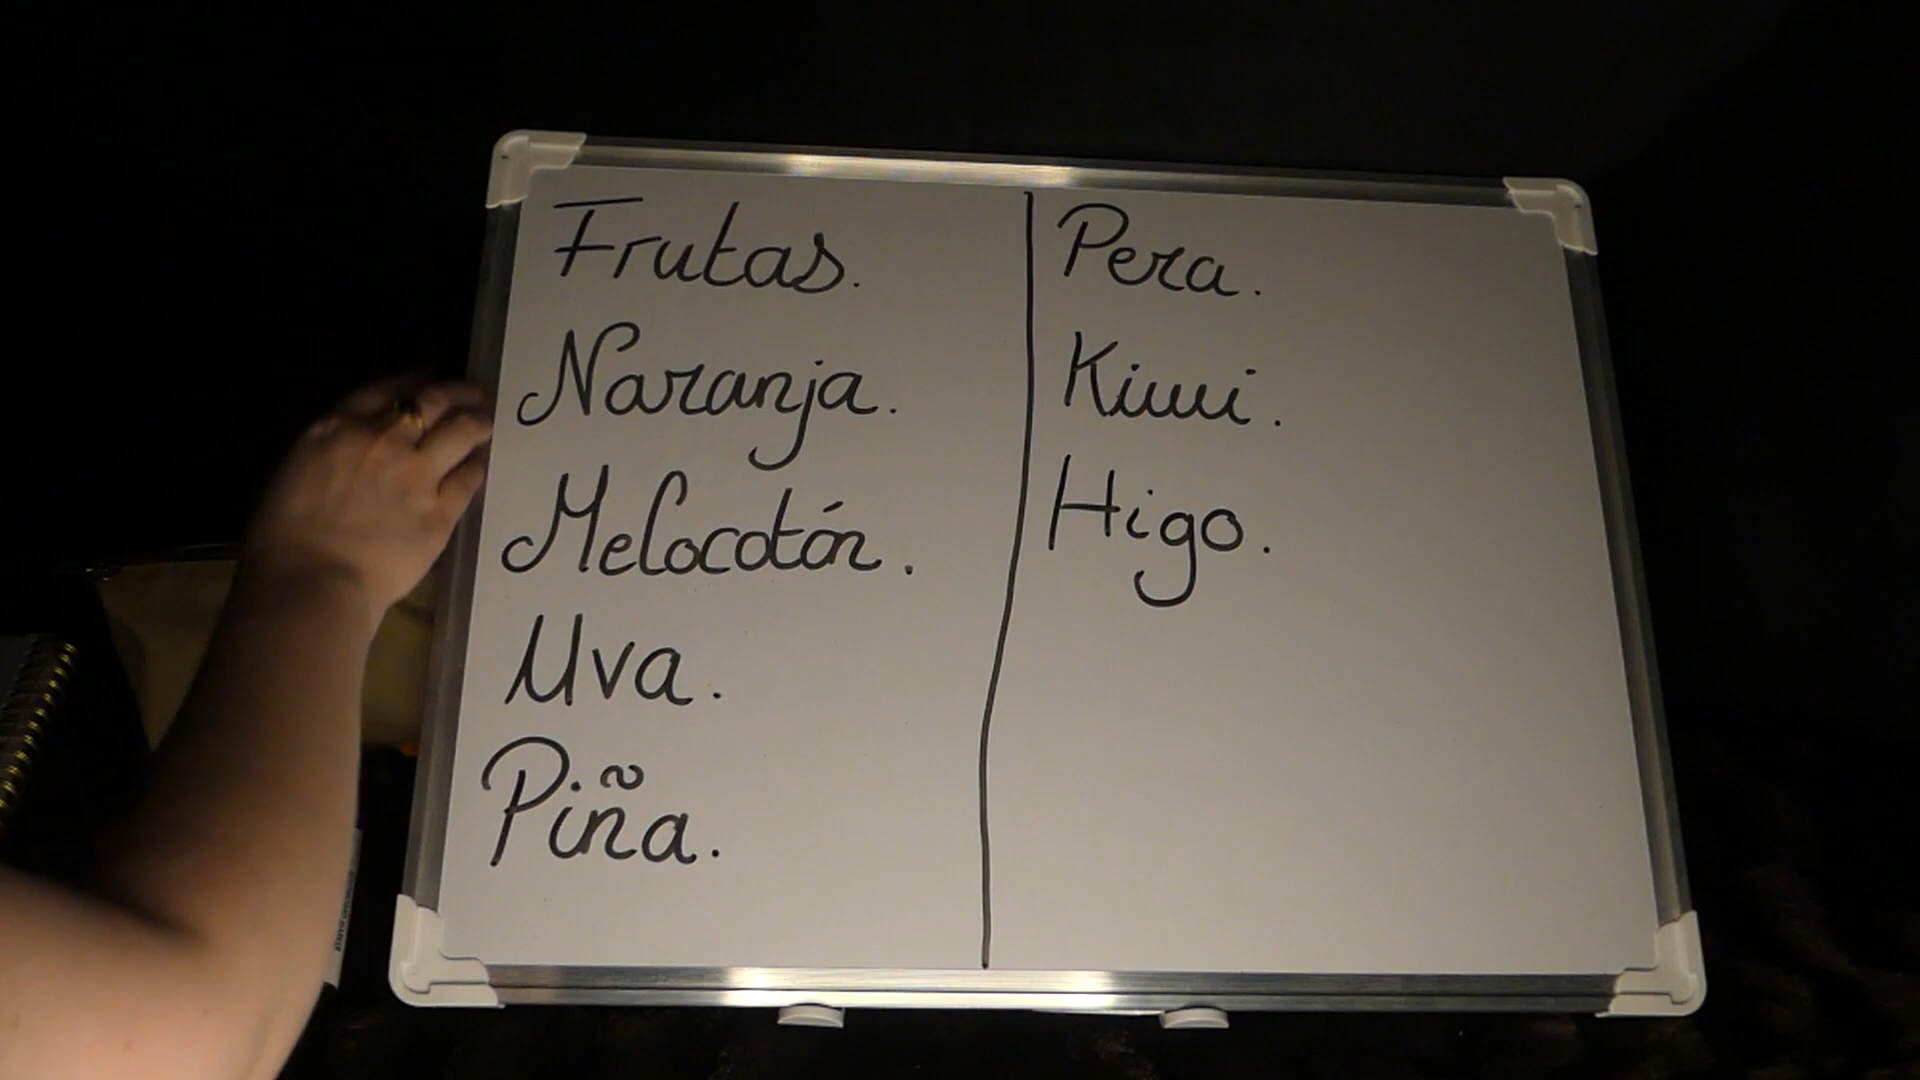 Frutas.
Naranja.
Melocotón.
Uva.
Piña.
Pera.
Kiwi.
Higo.